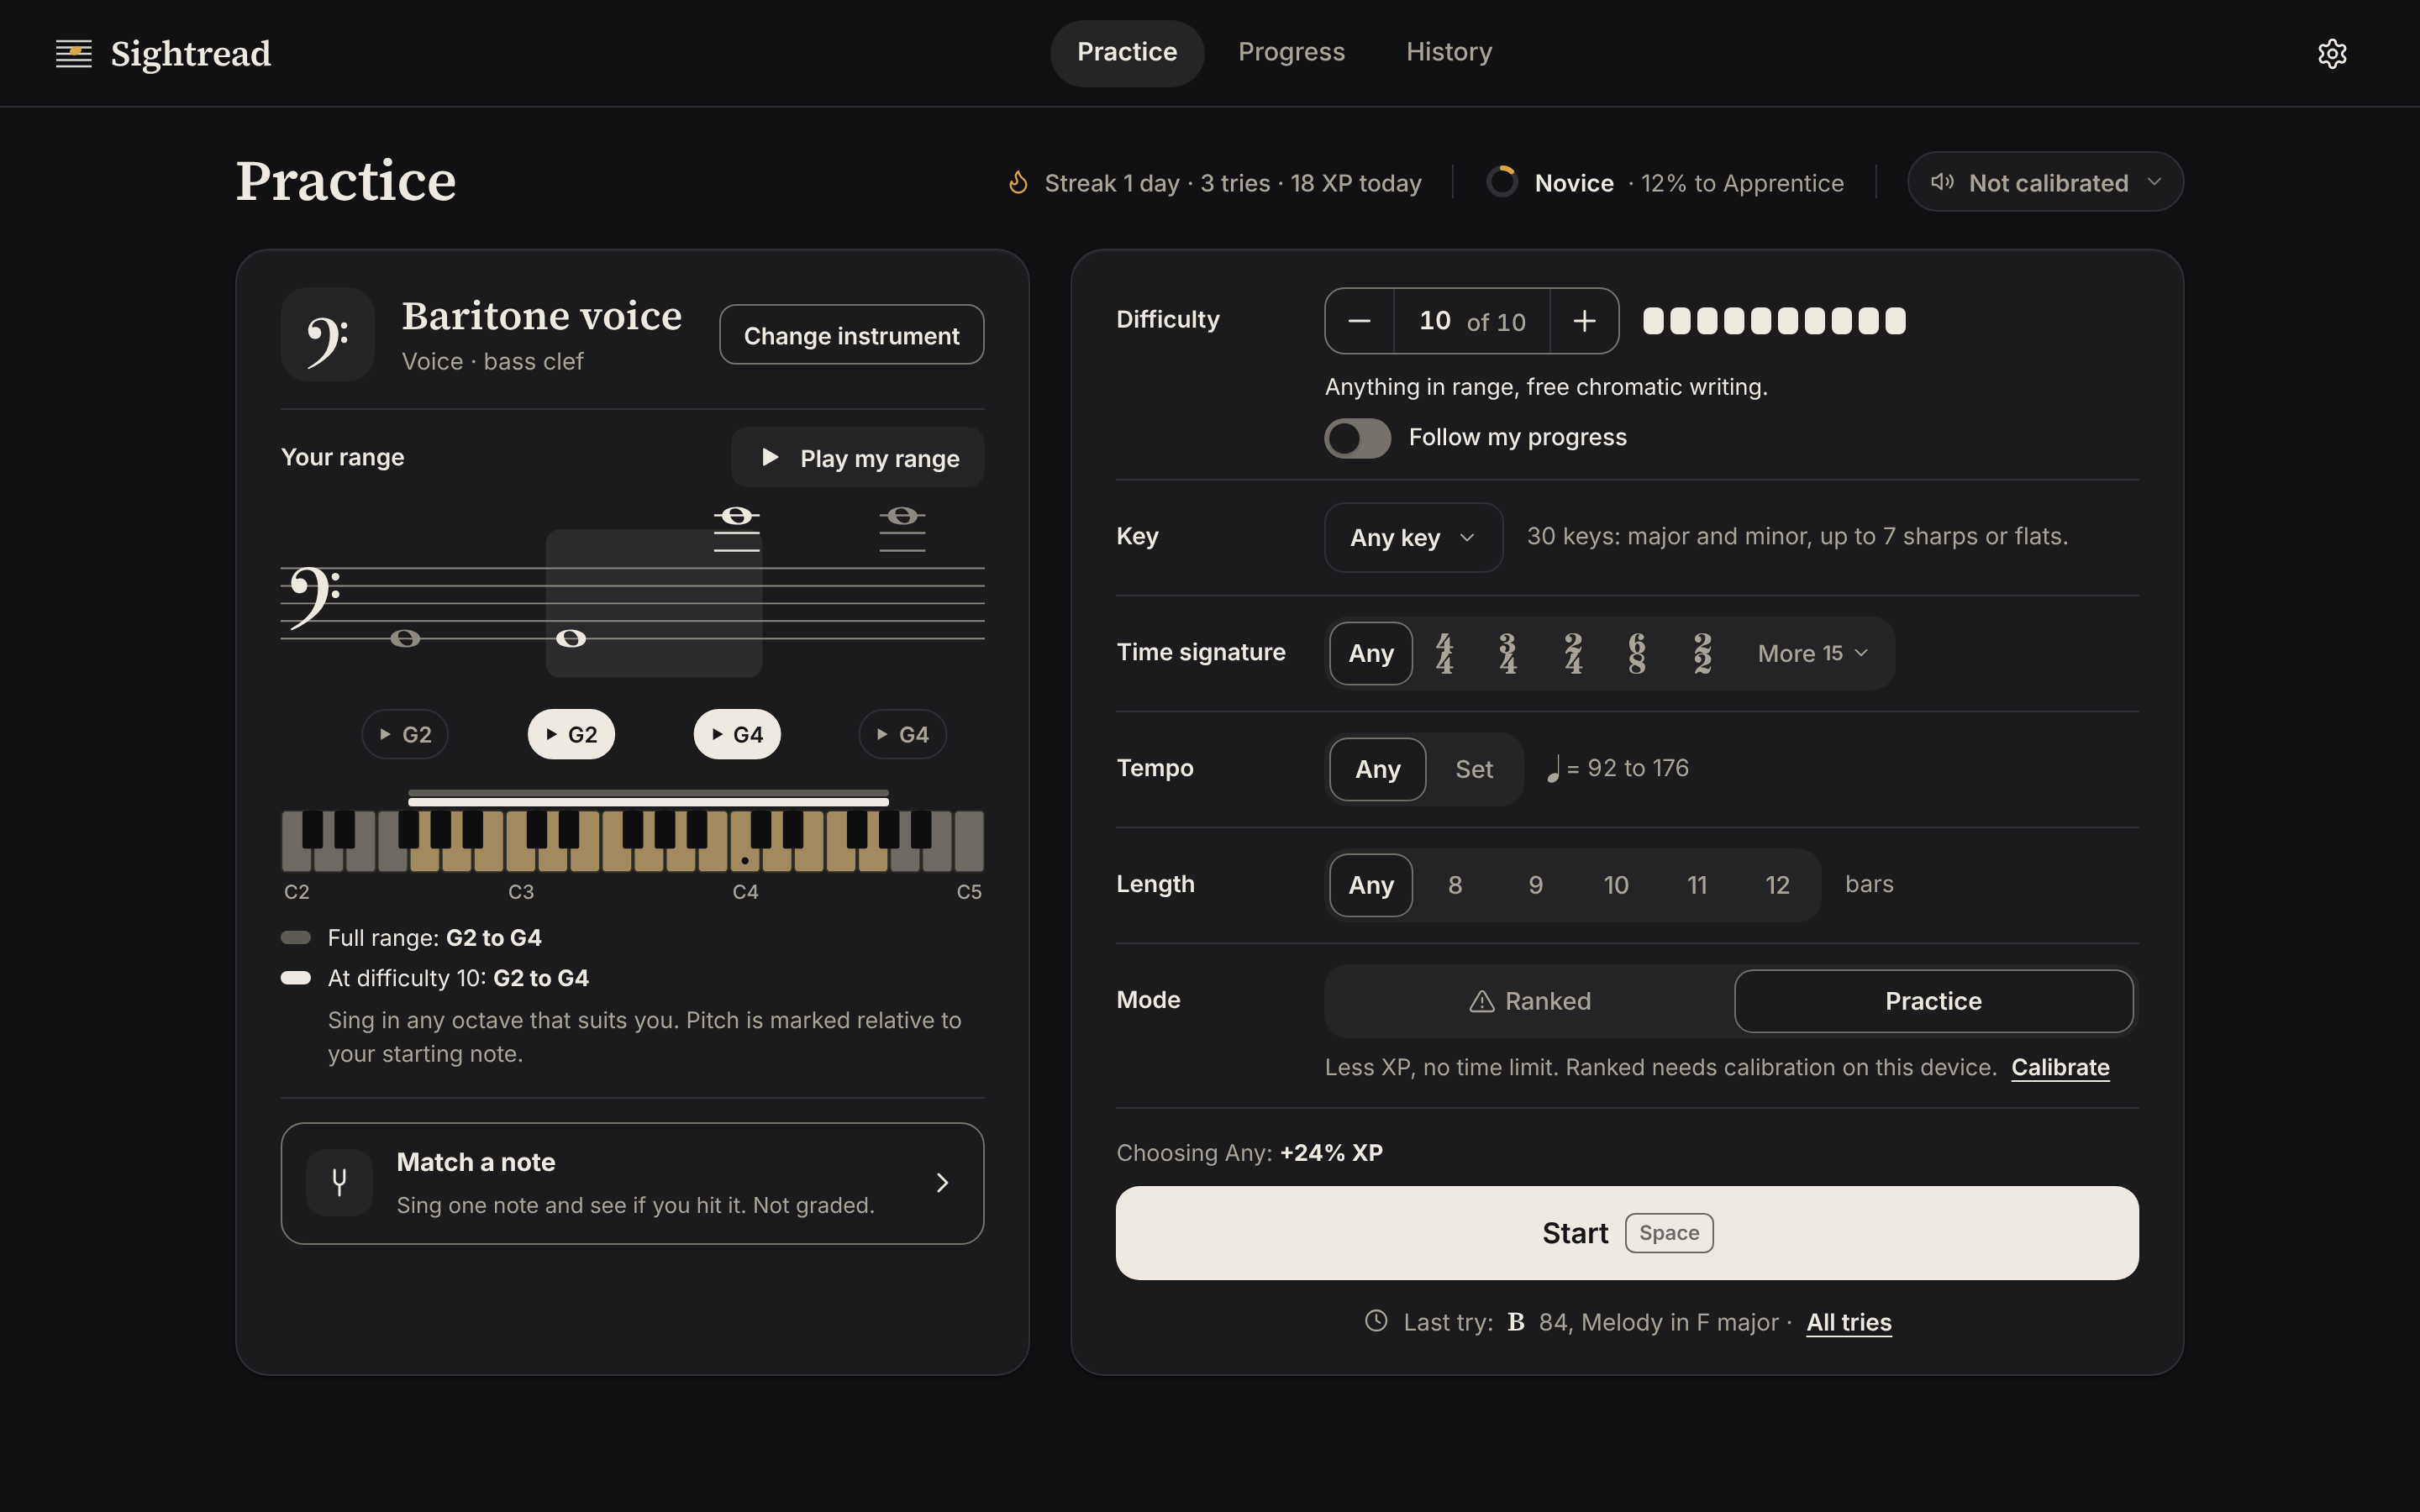 Sightread
Practice
Progress
History
Practice
Streak 1 day · 3 tries · 18 XP today
Novice · 12% to Apprentice
Not calibrated
Baritone voice
Voice · bass clef
Change instrument
Your range
Play my range
G2
G2
G4
G4
C2
C3
C4
C5
Full range: G2 to G4
At difficulty 10: G2 to G4
Sing in any octave that suits you. Pitch is marked relative to
your starting note.
Match a note
Sing one note and see if you hit it. Not graded.
Difficulty
10 of 10
Anything in range, free chromatic writing.
Follow my progress
Key
Any key
30 keys: major and minor, up to 7 sharps or flats.
Time signature
Any 4/4 3/4 2/4 6/8 2/2 More 15
Tempo
Any Set
= 92 to 176
Length
Any 8 9 10 11 12 bars
Mode
Ranked
Practice
Less XP, no time limit. Ranked needs calibration on this device. Calibrate
Choosing Any: +24% XP
Start Space
Last try: B 84, Melody in F major · All tries